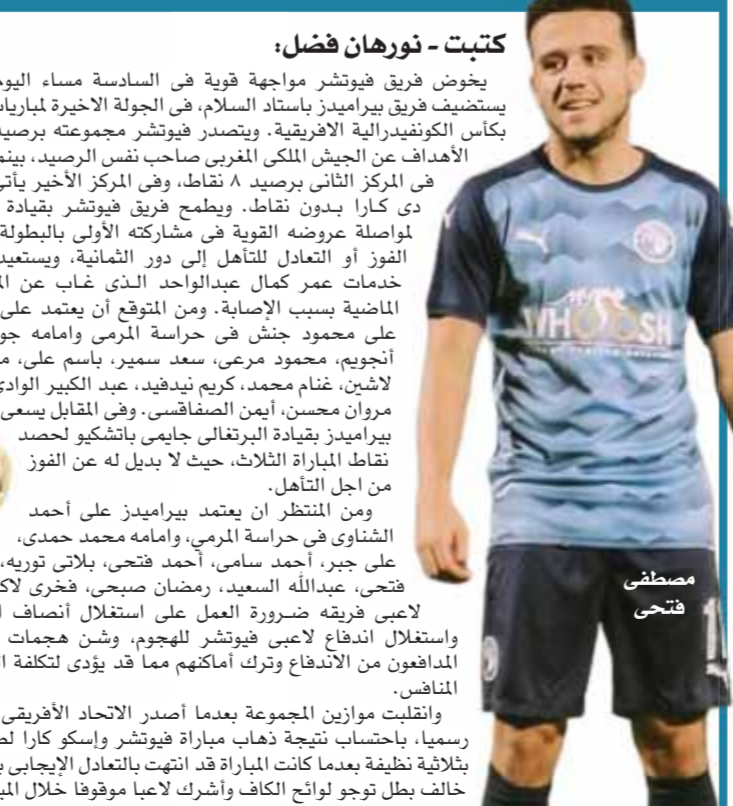 كتبت - نورهان فضل:
يخوض فريق فيوتشر مواجهة قوية فى السادسة مساء
يستضيف فريق بيراميدز باستاد السلام، فى الجولة الاخيرة لمباريات
بكأس الكونفيدرالية الافريقية. ويتصدر فيوتشر مجموعته برصيد
الأهداف عن الجيش الملكى المغربى صاحب نفس الرصيد،
فى المركز الثانى برصيد ٨ نقاط، وفى المركز الأخير يأتى
دى كـارا بـدون نقاط. ويطمح فريق فيوتشر بقيادة
لمواصلة عروضه القوية فى مشاركته الأولى بالبطولة
الفوز أو التعادل للتأهل إلى دور الثمانية، ويستعيد
خدمات عمر كمال عبدالواحد الـذى غـاب عن
الماضية بسبب الإصابة. ومن المتوقع أن يعتمد على
على محمود جنش فى حراسة المرمى وامامه
أنجويم، محمود مرعى، سعد سمير، باسم على،
لاشين، غنام محمد، كريم نيدفيد، عبد الكبير الوادى
مروان محسن، أيمن الصفاقسى. وفى المقابل يسعى
بيراميدز بقيادة البرتغالى جايمى باتشكيو لحصد
نقاط المباراة الثلاث، حيث لا بديل له عن الفوز
من اجل التأهل.
ومن المنتظر ان يعتمد بيراميدز على أحمد
الشناوى فى حراسة المرمي، وامامه محمد حمدى،
على جبر، أحمد سامى، أحمد فتحى، بلاتى توريه،
فتحى، عبدالله السعيد، رمضان صبحى، فخرى
لاعبى فريقه ضـرورة العمل على استغلال أنصاف
واستغلال اندفاع لاعبى فيوتشر للهجوم، وشـن هجمات
المدافعون من الاندفاع وترك أماكنهم مما قد يؤدى لتكلفة
المنافس.
وانقلبت موازين المجموعة بعدما أصدر الاتحاد الأفريقى
رسميا، باحتساب نتيجة ذهاب مباراة فيوتشر وإسكو كارا
بثلاثية نظيفة بعدما كانت المباراة قد انتهت بالتعادل الإيجابى
خالف بطل توجو لوائح الكاف وأشرك لاعبا موقوفا خلال
مصطفى
فتحى
WHOOSH
1